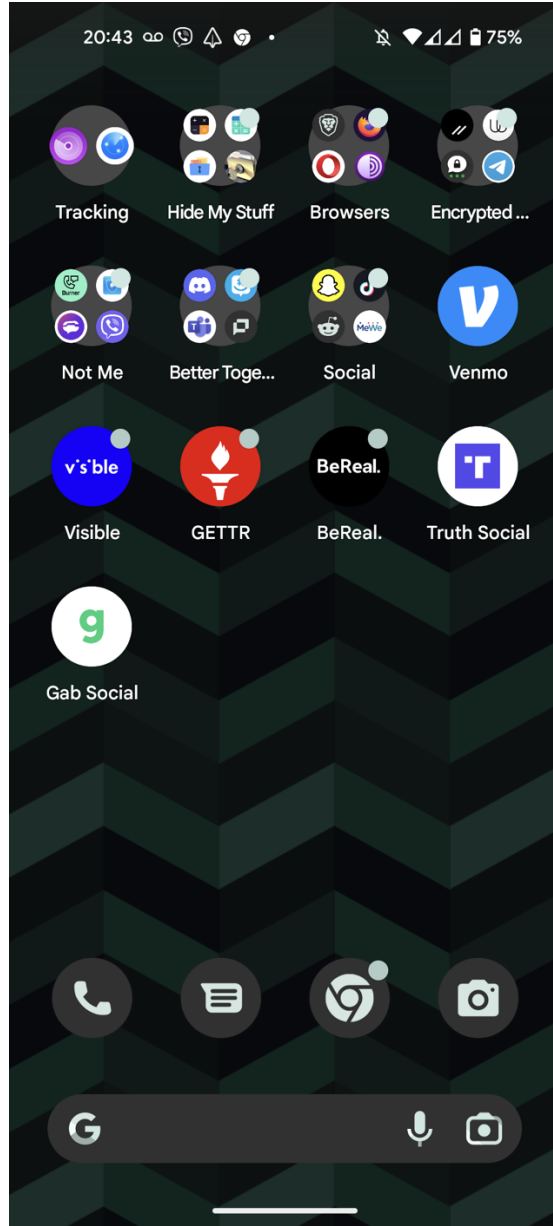 20:43
75%
Tracking
Hide My Stuff
Browsers
Encrypted ...
Burner
MeWe
Not Me
Better Toge...
Social
Venmo
visible
BeReal.
Visible
GETTR
BeReal.
Truth Social
g
Gab Social
G